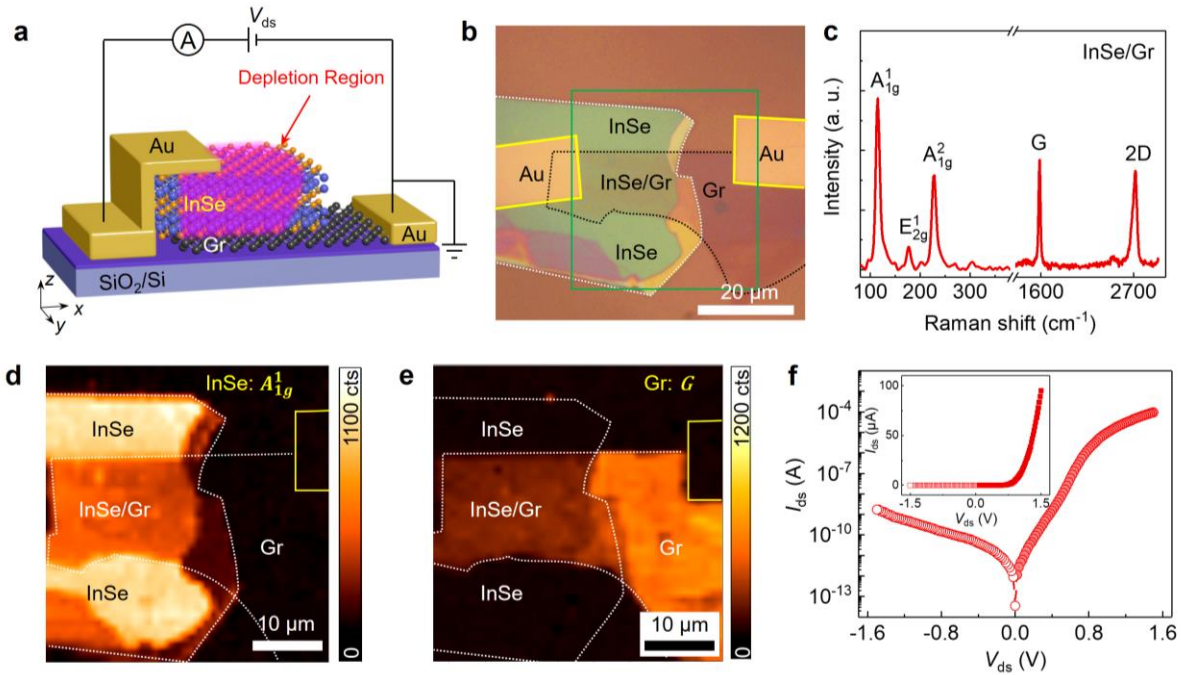 a
V_ds
A
Depletion Region
Au
InSe
Gr
Au
SiO₂/Si
z
x
y
b
InSe
Au
InSe/Gr
Gr
Au
InSe
20 μm
c
InSe/Gr
A¹₁g
E¹₂g
A²₁g
G
2D
Intensity (a. u.)
100 200 300 1600 2700
Raman shift (cm⁻¹)
d
InSe: A¹₁g
InSe
InSe/Gr
Gr
InSe
10 μm
1100 cts
0
e
Gr: G
InSe
InSe/Gr
Gr
InSe
10 μm
1200 cts
0
f
10⁻⁴
10⁻⁷
10⁻¹⁰
10⁻¹³
I_ds (A)
-1.6 -0.8 0.0 0.8 1.6
V_ds (V)
100
50
0
I_ds (μA)
-1.5 0.0 1.5
V_ds (V)